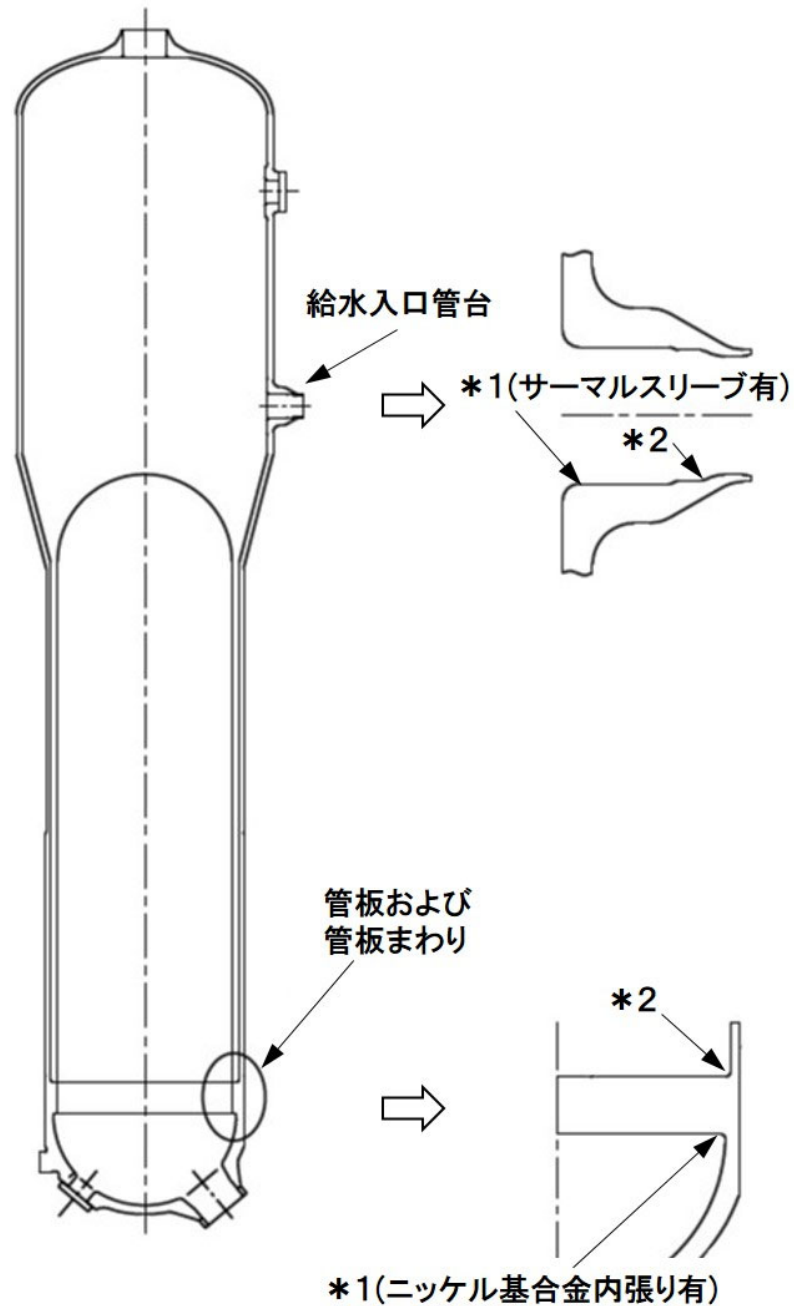 給水入口管台
*1(サーマルスリーブ有)
*2
管板および
管板まわり
*2
*1(ニッケル基合金内張り有)